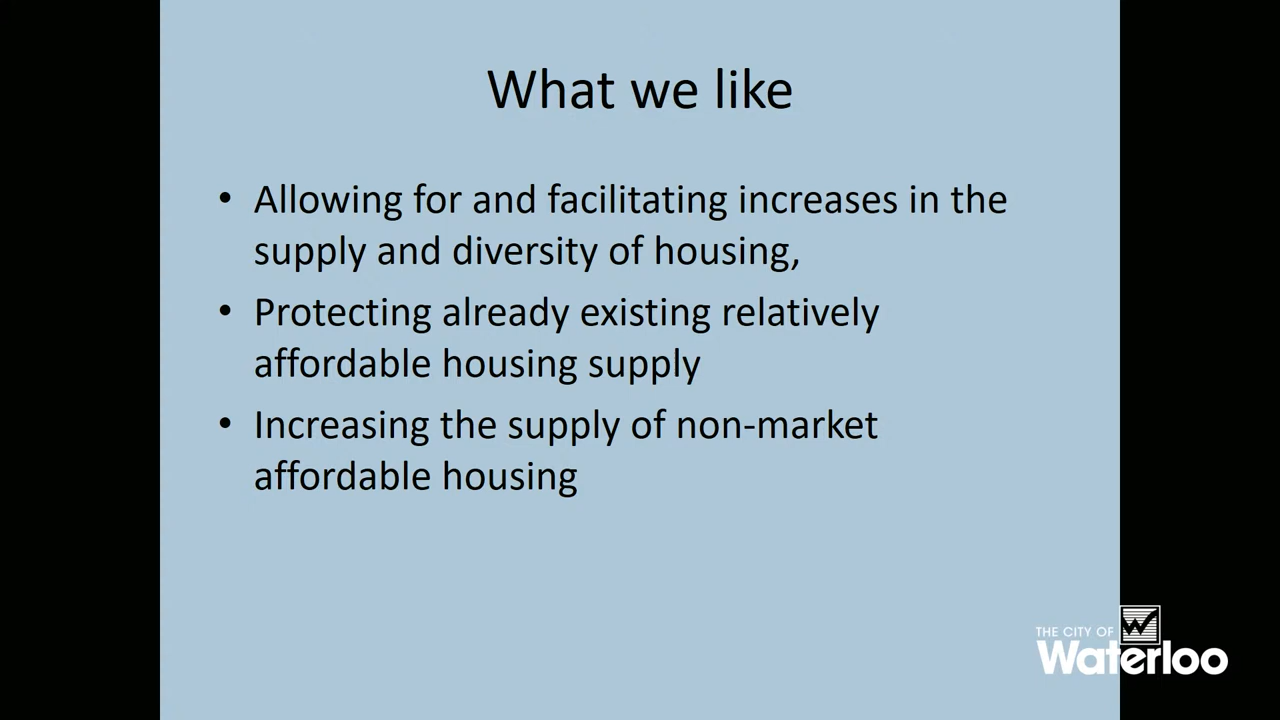 What we like
• Allowing for and facilitating increases in the
supply and diversity of housing,
• Protecting already existing relatively
affordable housing supply
• Increasing the supply of non-market
affordable housing
THE CITY OF W
Waterloo